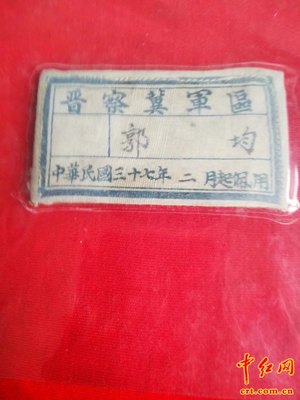 晋察冀軍區
郭 均
中華民國三十七年 二 月起佩用
中红网
crt.com.cn